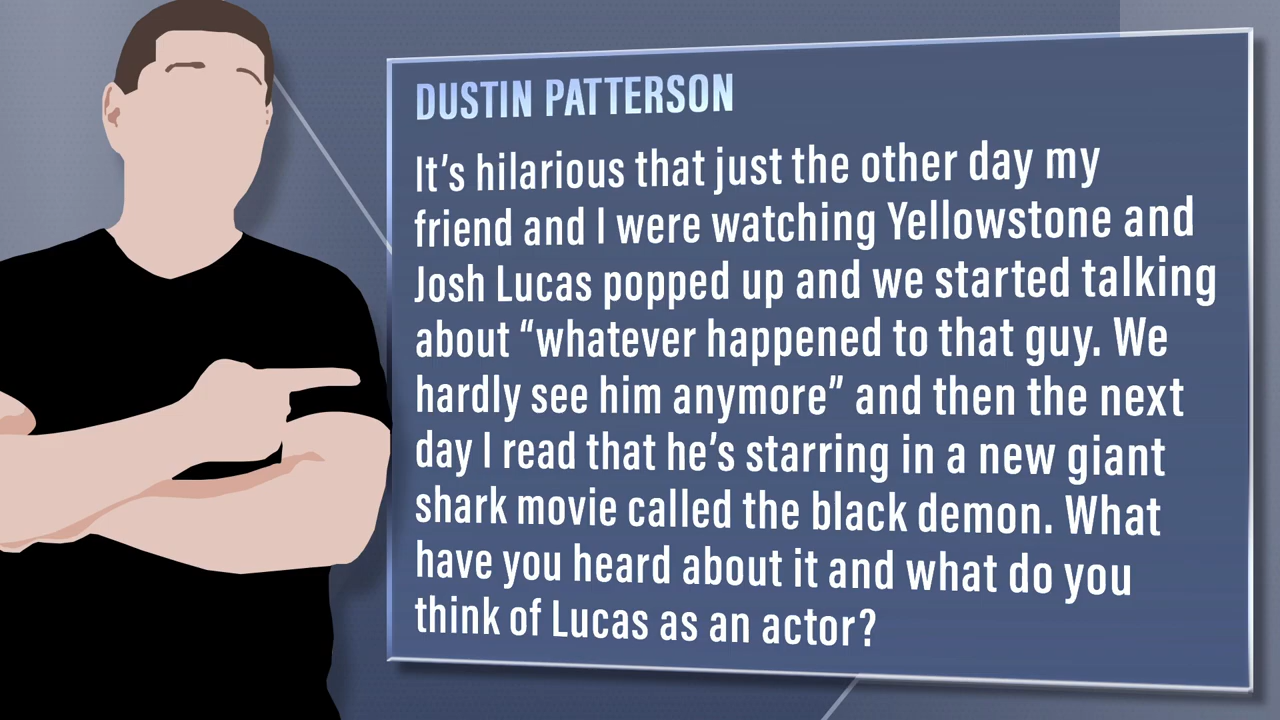 DUSTIN PATTERSON
It’s hilarious that just the other day my
friend and I were watching Yellowstone and
Josh Lucas popped up and we started talking
about “whatever happened to that guy. We
hardly see him anymore” and then the next
day I read that he’s starring in a new giant
shark movie called the black demon. What
have you heard about it and what do you
think of Lucas as an actor?